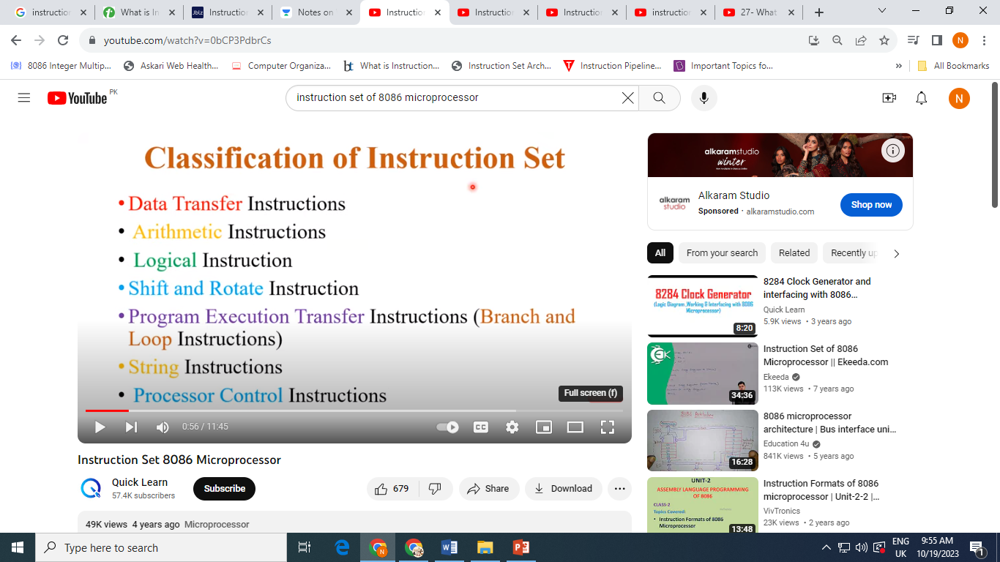 instruction
What is In
Jblz
Instruction
Notes on
Instruction
Instruction
Instruction
instruction
27- What
youtube.com/watch?v=0bCP3PdbrCs
N
8086 Integer Multip...
Askari Web Health...
Computer Organiza...
bt
What is Instruction...
Instruction Set Arch...
Instruction Pipeline...
Important Topics fo...
»
All Bookmarks
YouTube PK
instruction set of 8086 microprocessor
N
Classification of Instruction Set
• Data Transfer Instructions
• Arithmetic Instructions
• Logical Instruction
• Shift and Rotate Instruction
• Program Execution Transfer Instructions (Branch and
Loop Instructions)
• String Instructions
• Processor Control Instructions
Full screen (f)
0:56 / 11:45
CC
Instruction Set 8086 Microprocessor
Quick Learn
57.4K subscribers
Subscribe
679
Share
Download
49K views 4 years ago Microprocessor
alkaramstudio
winter
alkaram
studio
Alkaram Studio
Sponsored · alkaramstudio.com
Shop now
All
From your search
Related
Recently up
8284 Clock Generator
(Logic Diagram ,Working & Interfacing with 8086
Microprocessor)
8:20
8284 Clock Generator and
interfacing with 8086...
Quick Learn
5.9K views • 3 years ago
34:36
Instruction Set of 8086
Microprocessor || Ekeeda.com
Ekeeda
113K views • 7 years ago
16:28
8086 microprocessor
architecture | Bus interface uni...
Education 4u
841K views • 5 years ago
UNIT-2
ASSEMBLY LANGUAGE PROGRAMMING
OF 8086
CLASS-2
Topics Covered:
• Instruction Formats of 8086
Microprocessor
13:48
Instruction Formats of 8086
microprocessor | Unit-2-2 |...
VivTronics
23K views • 2 years ago
Type here to search
N
ENG
UK
9:55 AM
10/19/2023
1